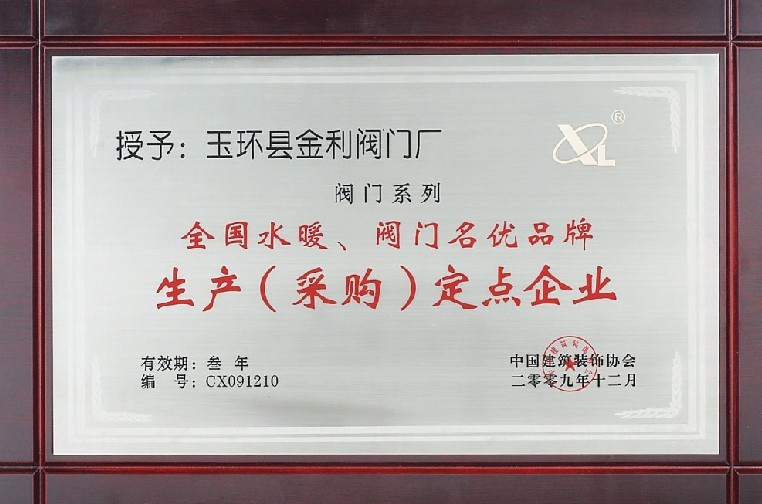 授予：玉环县金利阀门厂
XL®
阀门系列
全国水暖、阀门名优品牌
生产（采购）定点企业
有效期：叁年
编 号：CX091210
中国建筑装饰协会
二零零九年十二月